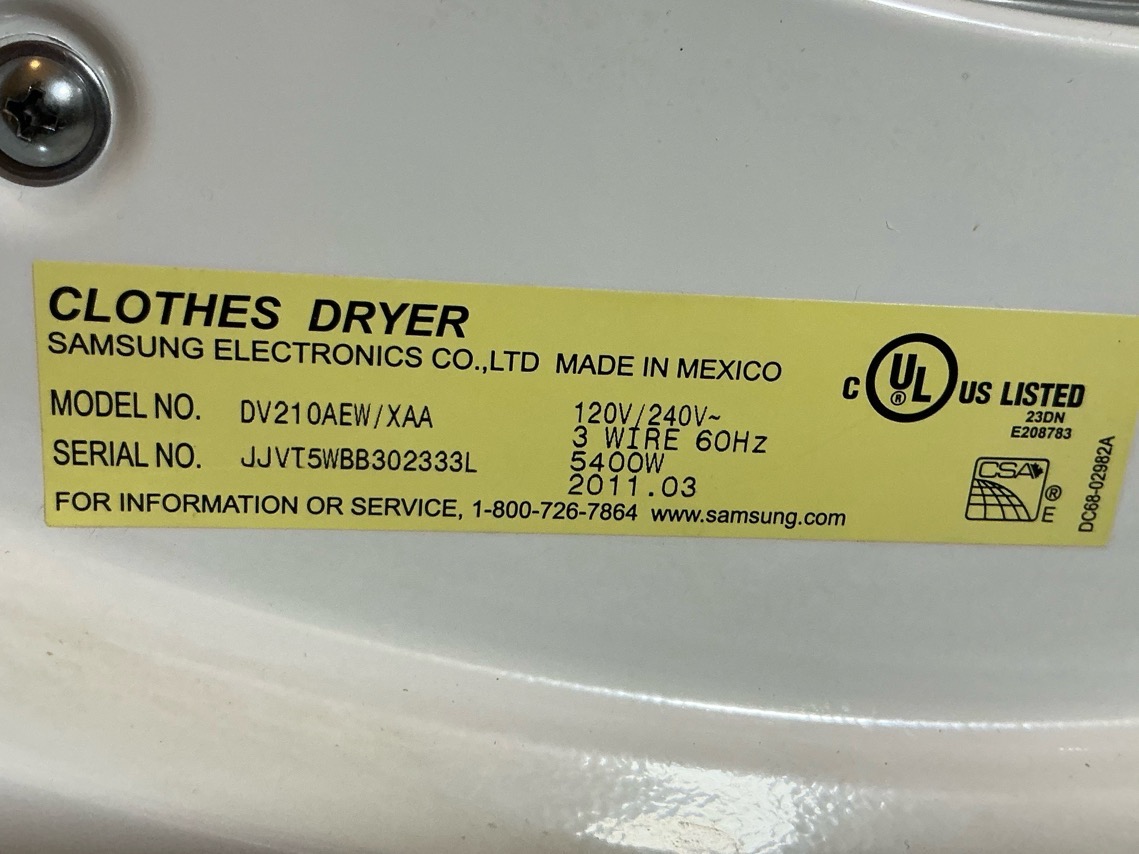 CLOTHES DRYER
SAMSUNG ELECTRONICS CO.,LTD MADE IN MEXICO
MODEL NO. DV210AEW/XAA
SERIAL NO. JJVT5WBB302333L
120V/240V~
3 WIRE 60Hz
5400W
2011.03
FOR INFORMATION OR SERVICE, 1-800-726-7864 www.samsung.com
C UL ® US LISTED
23DN
E208783
CSA ®
E
DC68-02982A